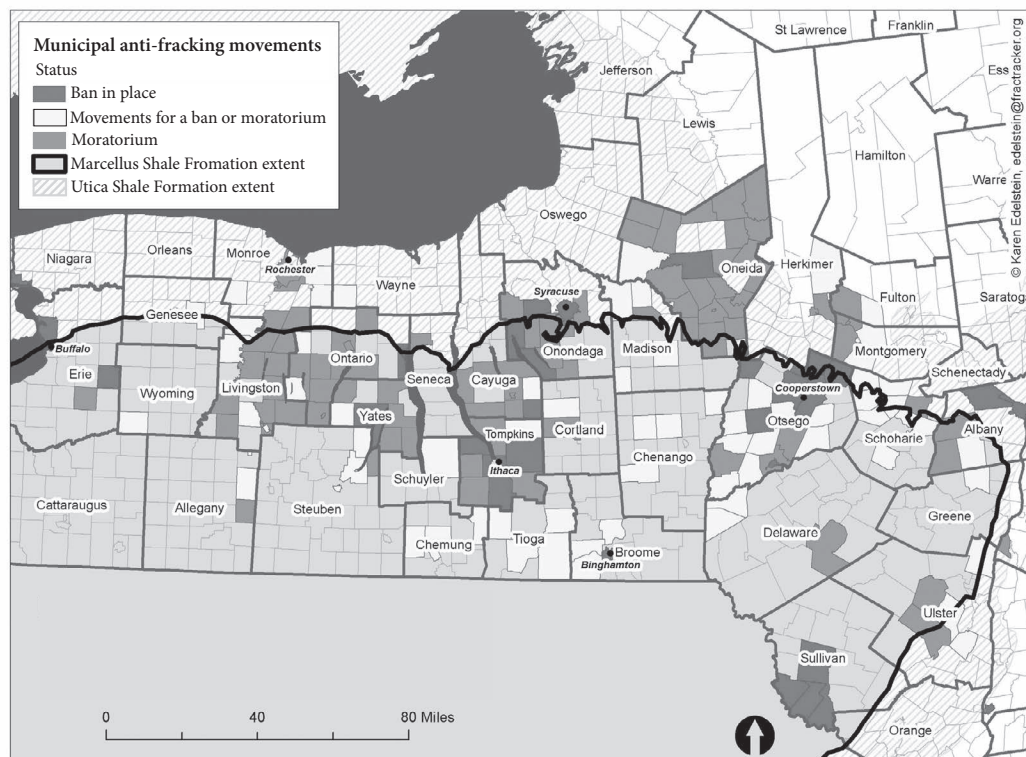 Municipal anti-fracking movements
Status
Ban in place
Movements for a ban or moratorium
Moratorium
Marcellus Shale Fromation extent
Utica Shale Formation extent
St Lawrence
Franklin
Ess
© Karen Edelstein, edelstein@fractracker.org
Jefferson
Lewis
Hamilton
Warre
Oswego
Niagara
Orleans
Monroe
Rochester
Wayne
Oneida
Herkimer
Fulton
Saratoga
Syracuse
Genesee
Buffalo
Erie
Wyoming
Livingston
Ontario
Seneca
Cayuga
Onondaga
Madison
Montgomery
Schenectady
Yates
Tompkins
Cortland
Cooperstown
Otsego
Schoharie
Albany
Ithaca
Schuyler
Chenango
Cattaraugus
Allegany
Steuben
Chemung
Tioga
Broome
Binghamton
Delaware
Greene
Ulster
Sullivan
Orange
0 40 80 Miles